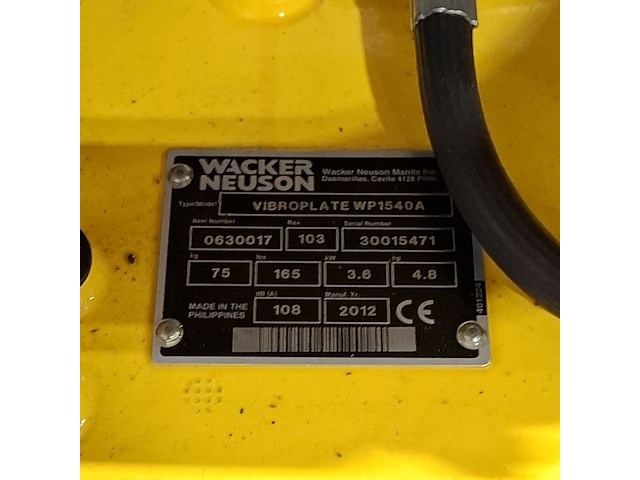 WACKER
NEUSON
Wacker Neuson Manila Inc.
Dasmariñas, Cavite 4126
Type/Model VIBROPLATE WP1540A
Item Number Rev Serial Number
0630017 103 30015471
kg lbs kW hp
75 165 3.6 4.8
dB (A) Manuf. Yr.
MADE IN THE
PHILIPPINES
108 2012 CE
401224